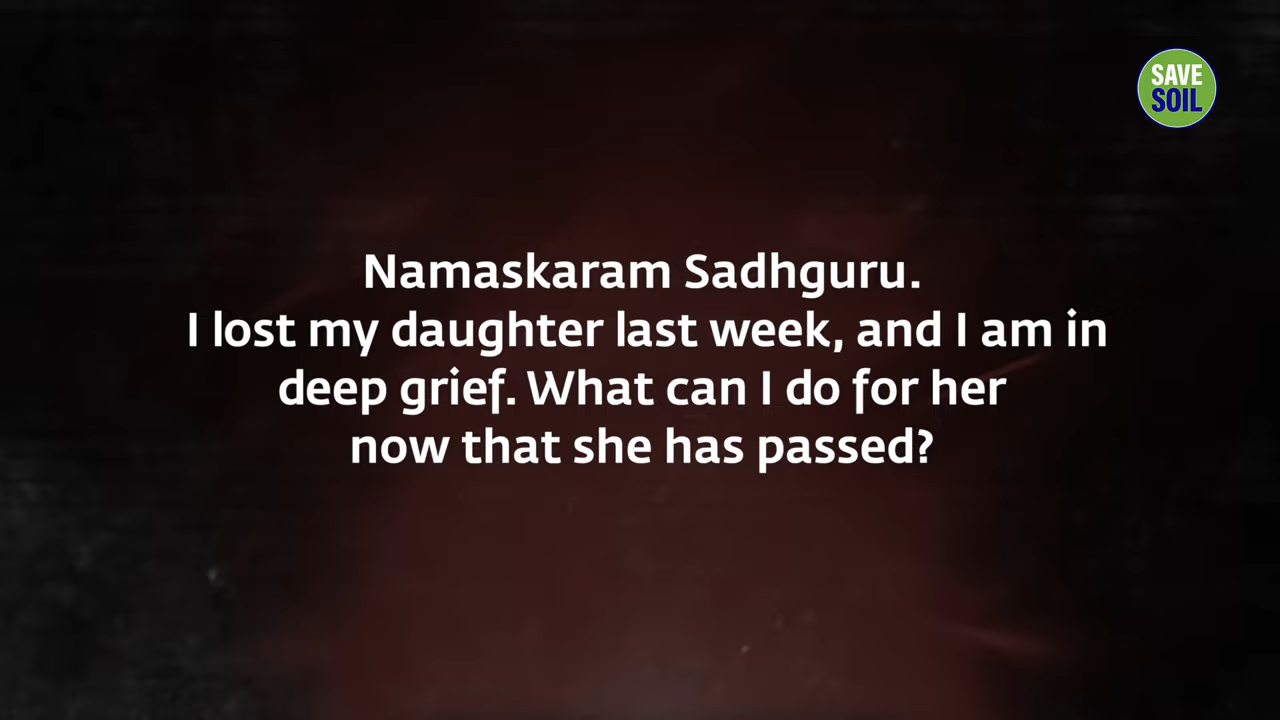 SAVE
SOIL
Namaskaram Sadhguru.
I lost my daughter last week, and I am in
deep grief. What can I do for her
now that she has passed?